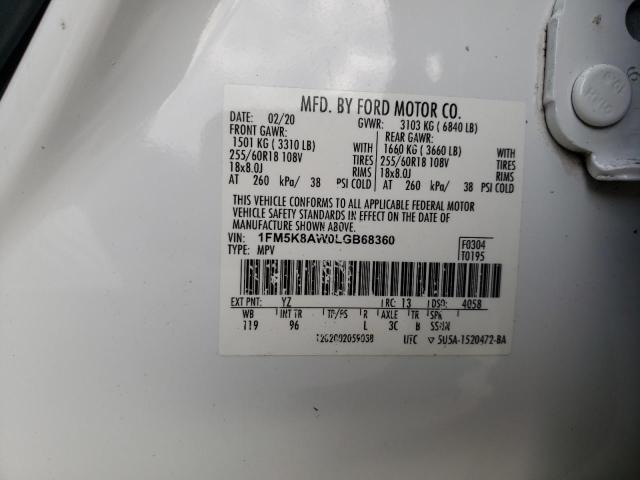 MFD. BY FORD MOTOR CO.
DATE: 02/20 GVWR: 3103 KG ( 6840 LB)
FRONT GAWR: REAR GAWR:
1501 KG ( 3310 LB) WITH 1660 KG ( 3660 LB) WITH
255/60R18 108V TIRES 255/60R18 108V TIRES
18x8.0J RIMS 18x8.0J RIMS
AT 260 kPa/ 38 PSI COLD AT 260 kPa/ 38 PSI COLD
THIS VEHICLE CONFORMS TO ALL APPLICABLE FEDERAL MOTOR
VEHICLE SAFETY STANDARDS IN EFFECT ON THE DATE OF
MANUFACTURE SHOWN ABOVE.
VIN: 1FM5K8AW0LGB68360 F0304
TYPE: MPV T0195
EXT PNT: YZ RC: 13 DSO: 4058
WB INT TR TP/PS R AXLE TR SPR
119 96 L 3C B
UTC ▽ 5U5A-1520472-BA